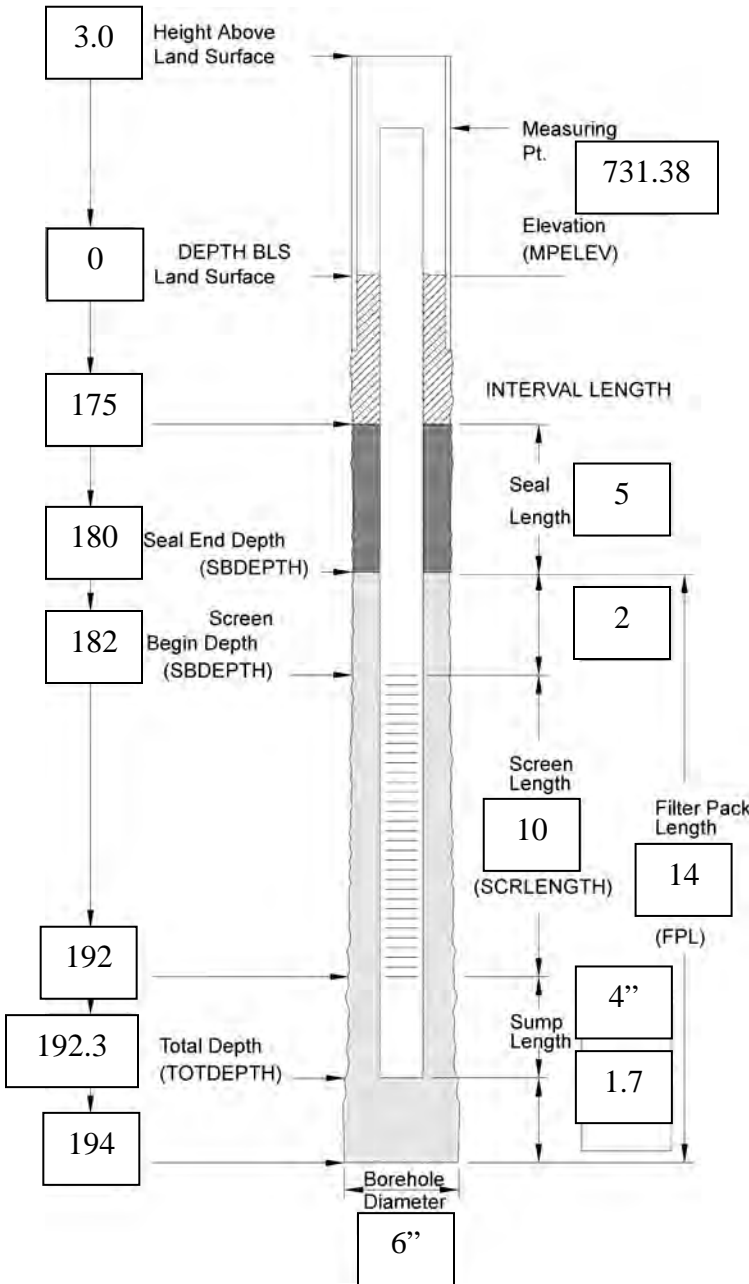 3.0
Height Above
Land Surface
Measuring
Pt.
731.38
Elevation
(MPELEV)
0
DEPTH BLS
Land Surface
175
INTERVAL LENGTH
Seal
Length
5
180
Seal End Depth
(SBDEPTH)
2
182
Screen
Begin Depth
(SBDEPTH)
Screen
Length
10
(SCRLENGTH)
Filter Pack
Length
14
(FPL)
192
4”
Sump
Length
192.3
Total Depth
(TOTDEPTH)
1.7
194
Borehole
Diameter
6”